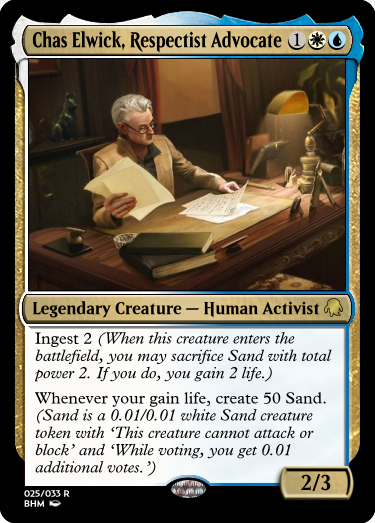 Chas Elwick, Respectist Advocate 1
Legendary Creature — Human Activist
Ingest 2 (When this creature enters the
battlefield, you may sacrifice Sand with total
power 2. If you do, you gain 2 life.)
Whenever your gain life, create 50 Sand.
(Sand is a 0.01/0.01 white Sand creature
token with ‘This creature cannot attack or
block’ and ‘While voting, you get 0.01
additional votes.’)
2/3
025/033 R
BHM